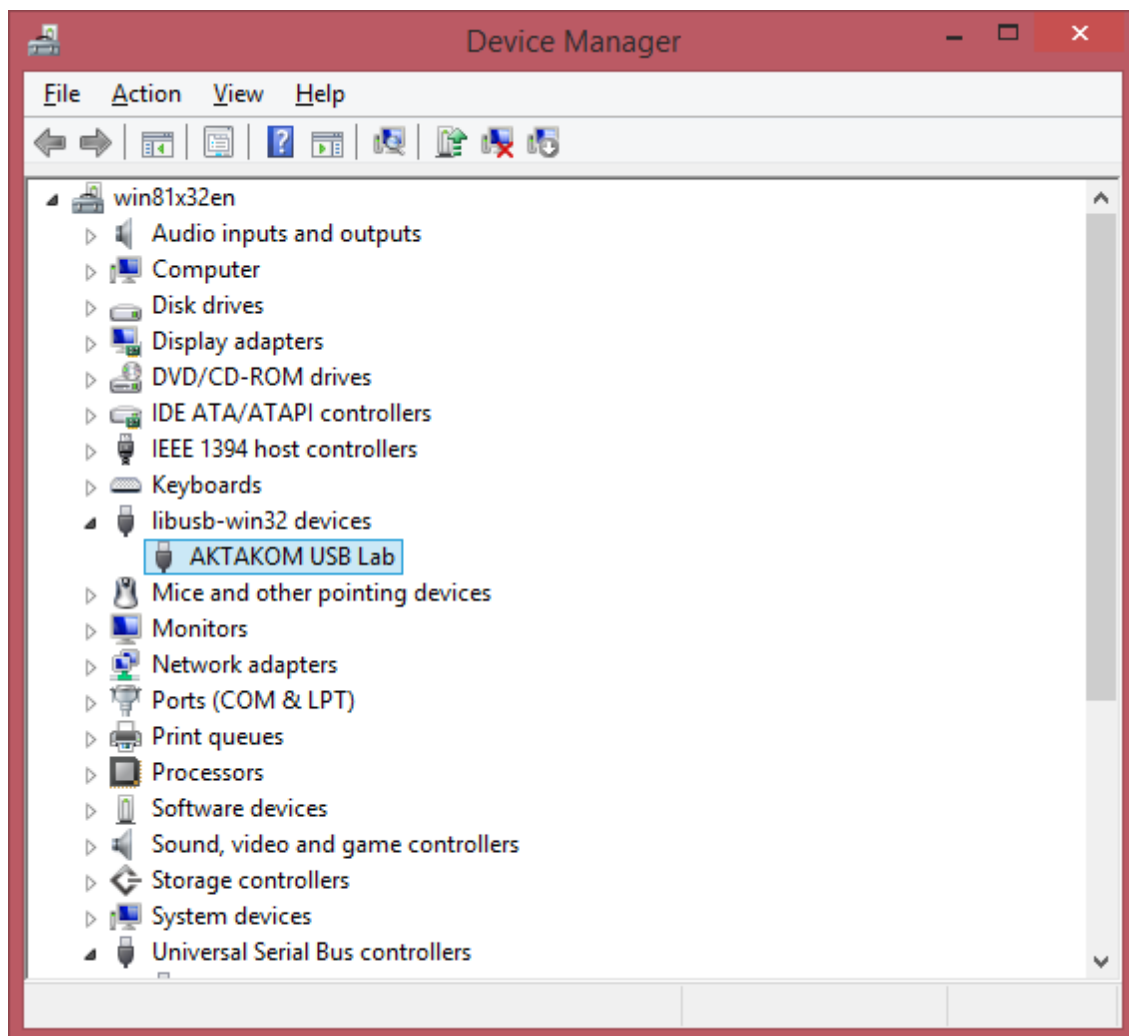 Device Manager
File Action View Help
win81x32en
Audio inputs and outputs
Computer
Disk drives
Display adapters
DVD/CD-ROM drives
IDE ATA/ATAPI controllers
IEEE 1394 host controllers
Keyboards
libusb-win32 devices
AKTAKOM USB Lab
Mice and other pointing devices
Monitors
Network adapters
Ports (COM & LPT)
Print queues
Processors
Software devices
Sound, video and game controllers
Storage controllers
System devices
Universal Serial Bus controllers